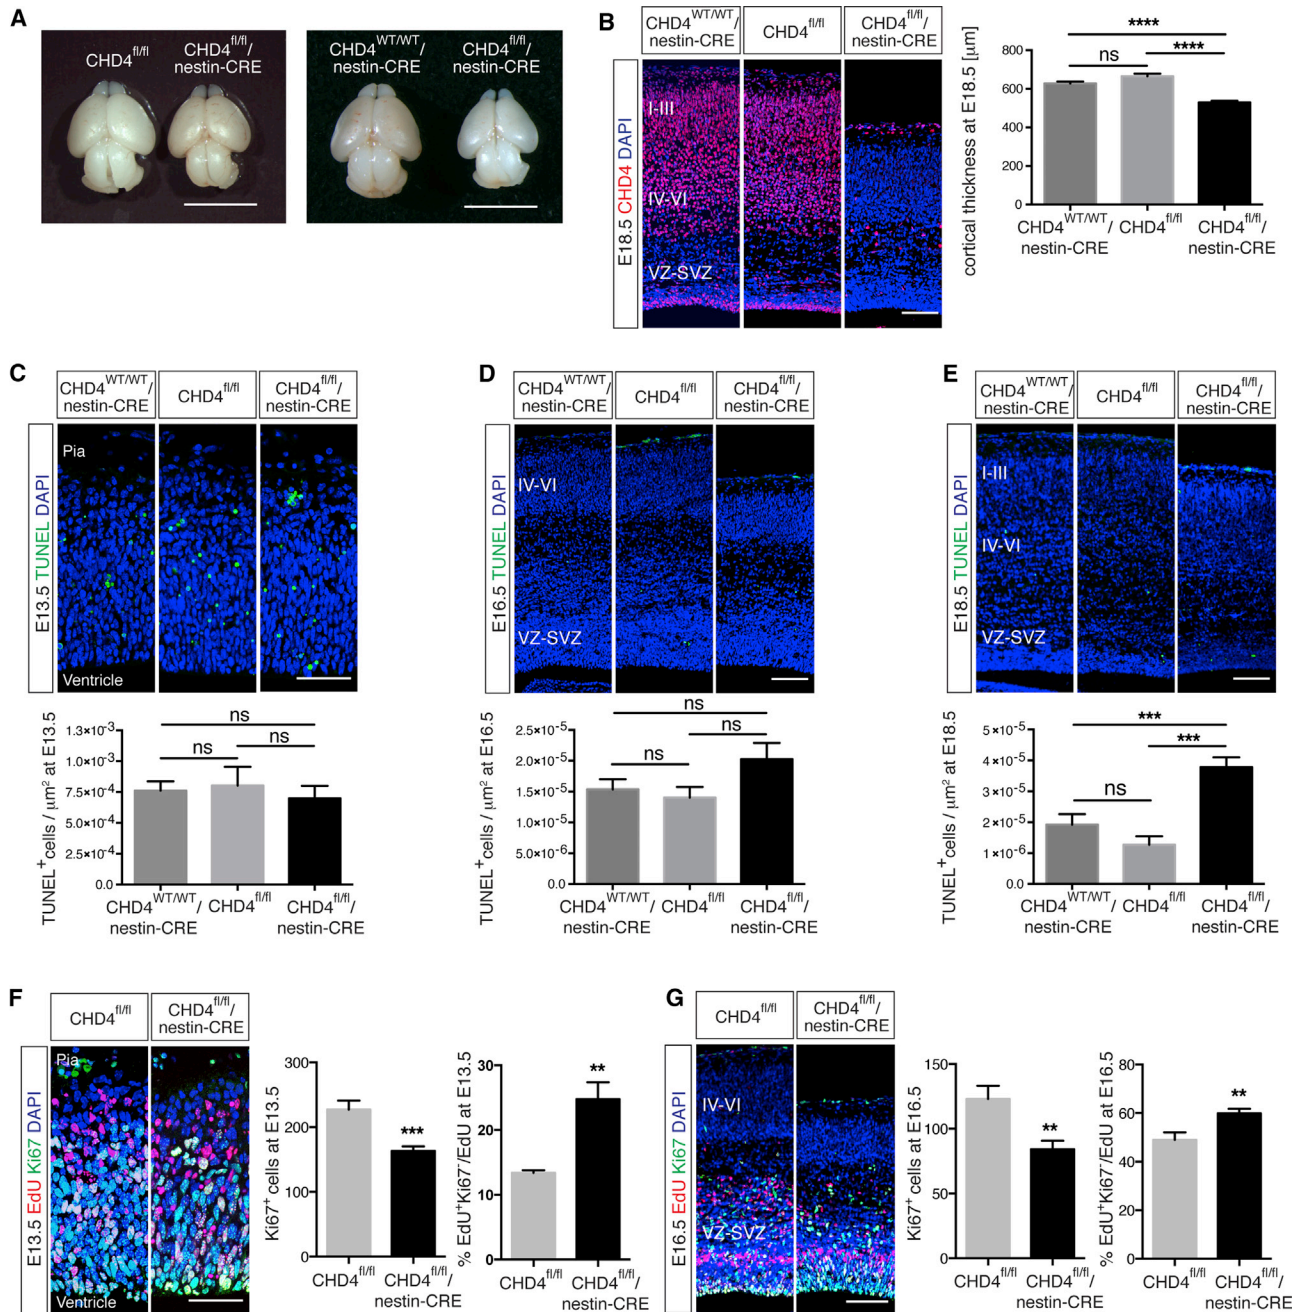 A
CHD4fl/fl
CHD4fl/fl/
nestin-CRE
CHD4WT/WT/
nestin-CRE
CHD4fl/fl/
nestin-CRE
B
E18.5 CHD4 DAPI
CHD4WT/WT/
nestin-CRE
CHD4fl/fl
CHD4fl/fl/
nestin-CRE
I-III
IV-VI
VZ-SVZ
cortical thickness at E18.5 [μm]
800
600
400
200
0
****
****
ns
CHD4WT/WT/
nestin-CRE
CHD4fl/fl
CHD4fl/fl/
nestin-CRE
C
E13.5 TUNEL DAPI
CHD4WT/WT/
nestin-CRE
CHD4fl/fl
CHD4fl/fl/
nestin-CRE
Pia
Ventricle
TUNEL+cells / μm2 at E13.5
1.3×10-3
1.0×10-3
7.5×10-4
5.0×10-4
2.5×10-4
0.0
ns
ns
ns
CHD4WT/WT/
nestin-CRE
CHD4fl/fl
CHD4fl/fl/
nestin-CRE
D
E16.5 TUNEL DAPI
CHD4WT/WT/
nestin-CRE
CHD4fl/fl
CHD4fl/fl/
nestin-CRE
IV-VI
VZ-SVZ
TUNEL+cells / μm2 at E16.5
2.5×10-5
2.0×10-5
1.5×10-5
1.0×10-5
5.0×10-6
0.0
ns
ns
ns
CHD4WT/WT/
nestin-CRE
CHD4fl/fl
CHD4fl/fl/
nestin-CRE
E
E18.5 TUNEL DAPI
CHD4WT/WT/
nestin-CRE
CHD4fl/fl
CHD4fl/fl/
nestin-CRE
I-III
IV-VI
VZ-SVZ
TUNEL+cells / μm2 at E18.5
5×10-5
4×10-5
3×10-5
2×10-5
1×10-6
0.0
***
***
ns
CHD4WT/WT/
nestin-CRE
CHD4fl/fl
CHD4fl/fl/
nestin-CRE
F
E13.5 EdU Ki67 DAPI
CHD4fl/fl
CHD4fl/fl/
nestin-CRE
Pia
Ventricle
Ki67+ cells at E13.5
300
200
100
0
***
CHD4fl/fl
CHD4fl/fl/
nestin-CRE
% EdU+Ki67-/EdU at E13.5
30
20
10
0
**
CHD4fl/fl
CHD4fl/fl/
nestin-CRE
G
E16.5 EdU Ki67 DAPI
CHD4fl/fl
CHD4fl/fl/
nestin-CRE
IV-VI
VZ-SVZ
Ki67+ cells at E16.5
150
100
50
0
**
CHD4fl/fl
CHD4fl/fl/
nestin-CRE
% EdU+Ki67-/EdU at E16.5
80
60
40
20
0
**
CHD4fl/fl
CHD4fl/fl/
nestin-CRE